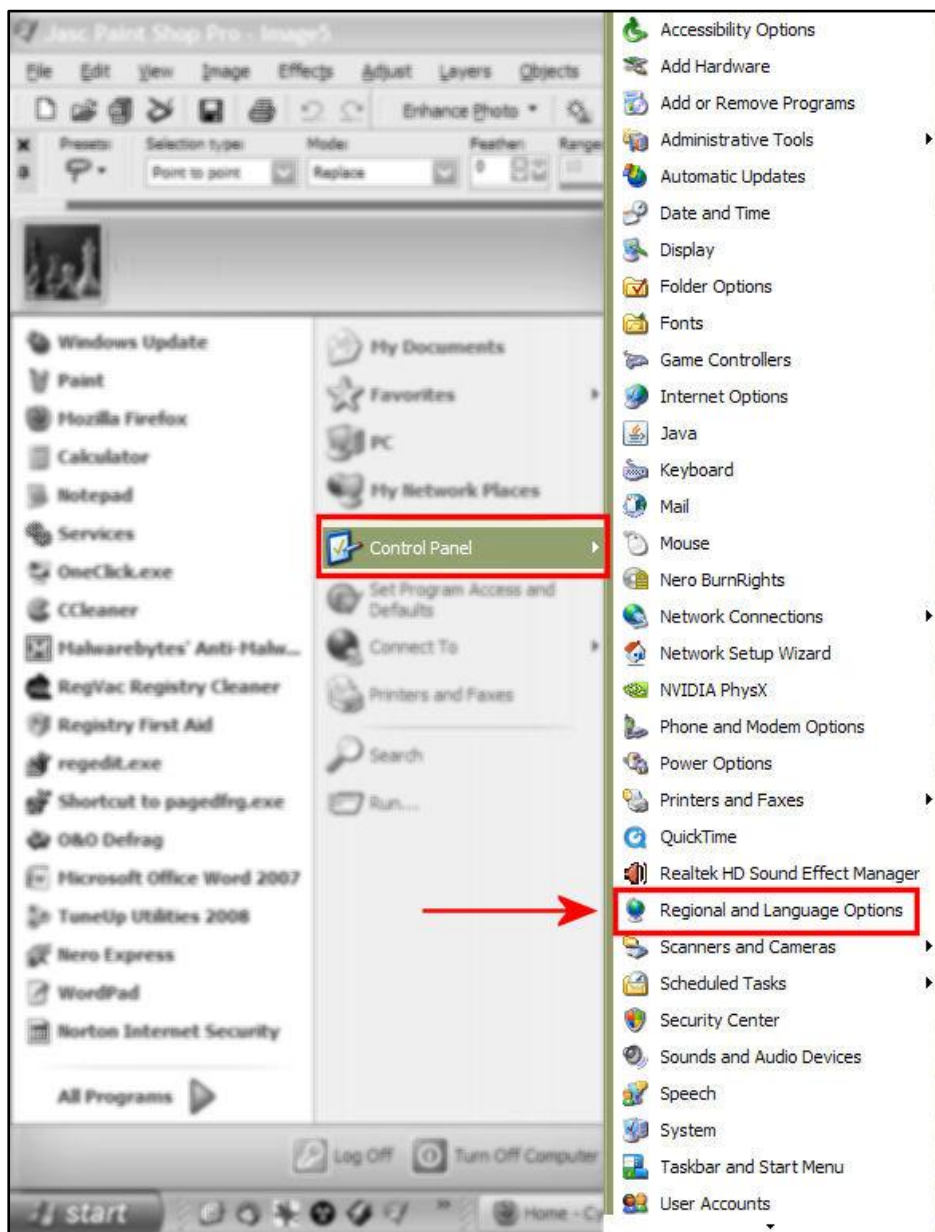 Jasc Paint Shop Pro - Image5
File Edit View Image Effects Adjust Layers Objects
Enhance Photo
Presets: Selection type: Mode: Feather: Range:
Point to point Replace 0
Windows Update
Paint
Mozilla Firefox
Calculator
Notepad
Services
OneClick.exe
CCleaner
Malwarebytes' Anti-Malw...
RegVac Registry Cleaner
Registry First Aid
regedit.exe
Shortcut to pagedfrg.exe
O&O Defrag
Microsoft Office Word 2007
TuneUp Utilities 2008
Nero Express
WordPad
Norton Internet Security
All Programs
My Documents
Favorites
PC
My Network Places
Control Panel
Set Program Access and
Defaults
Connect To
Printers and Faxes
Search
Run...
Log Off Turn Off Computer
start
Home - Cy
Accessibility Options
Add Hardware
Add or Remove Programs
Administrative Tools
Automatic Updates
Date and Time
Display
Folder Options
Fonts
Game Controllers
Internet Options
Java
Keyboard
Mail
Mouse
Nero BurnRights
Network Connections
Network Setup Wizard
NVIDIA PhysX
Phone and Modem Options
Power Options
Printers and Faxes
QuickTime
Realtek HD Sound Effect Manager
Regional and Language Options
Scanners and Cameras
Scheduled Tasks
Security Center
Sounds and Audio Devices
Speech
System
Taskbar and Start Menu
User Accounts